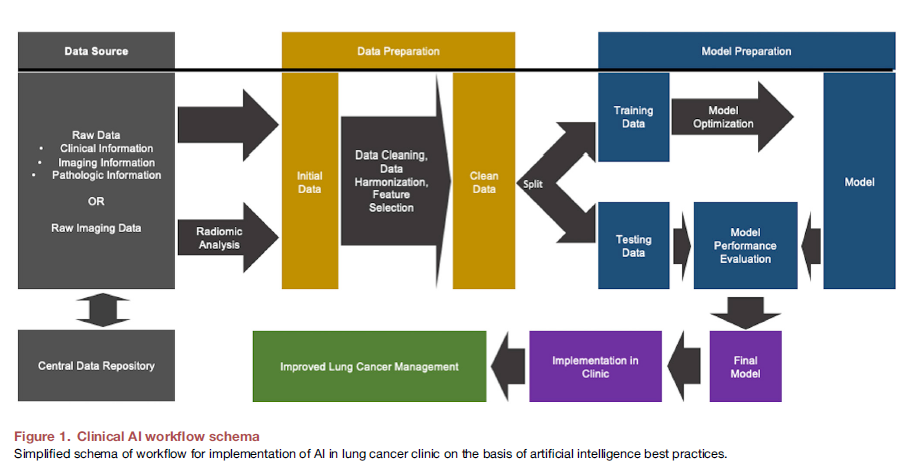 Data Source
Data Preparation
Model Preparation
Raw Data
• Clinical Information
• Imaging Information
• Pathologic Information
OR
Raw Imaging Data
Radiomic
Analysis
Initial
Data
Data Cleaning,
Data
Harmonization,
Feature
Selection
Clean
Data
Split
Training
Data
Model
Optimization
Model
Testing
Data
Model
Performance
Evaluation
Central Data Repository
Improved Lung Cancer Management
Implementation in
Clinic
Final
Model
Figure 1. Clinical AI workflow schema
Simplified schema of workflow for implementation of AI in lung cancer clinic on the basis of artificial intelligence best practices.